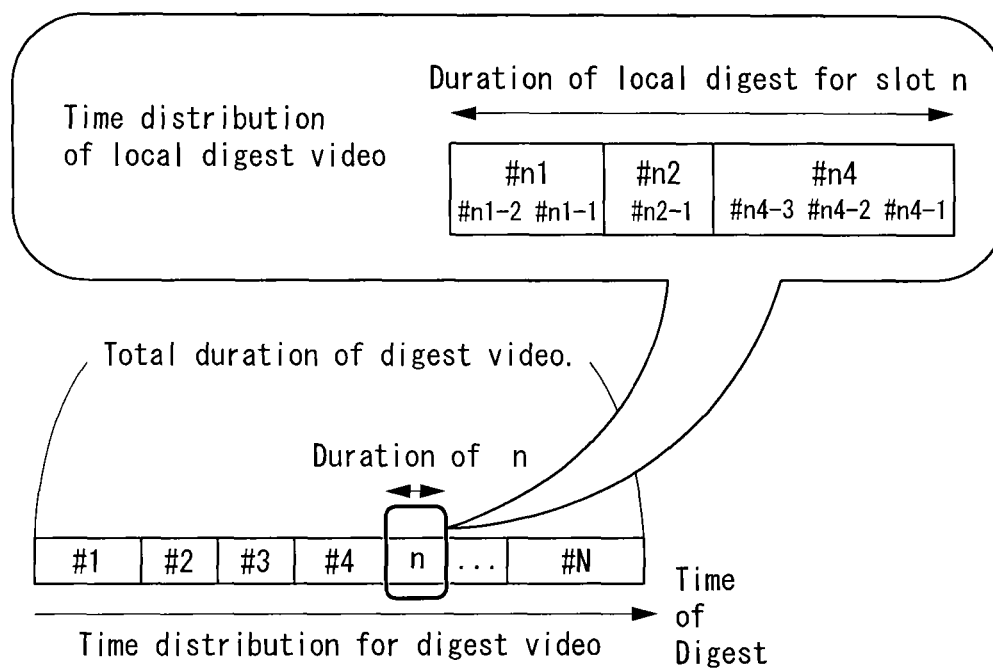 Duration of local digest for slot n
Time distribution
of local digest video
#n1 #n2 #n4
#n1-2 #n1-1 #n2-1 #n4-3 #n4-2 #n4-1
Total duration of digest video.
Duration of n
#1 #2 #3 #4 n ... #N
Time distribution for digest video
Time
of
Digest